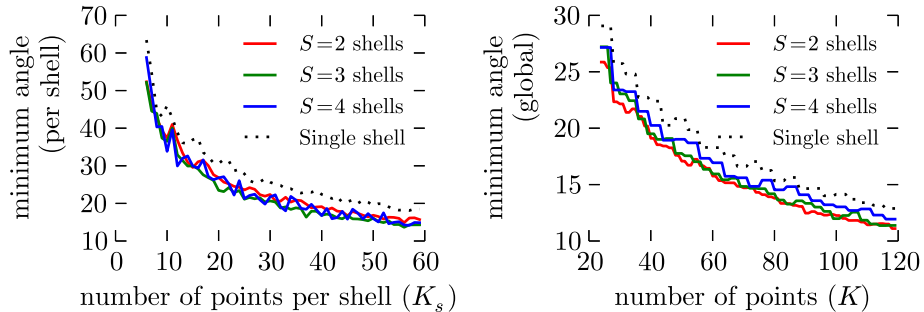 minimum angle
(per shell)
70
60
50
40
30
20
10
0 10 20 30 40 50 60
number of points per shell (K_s)
S=2 shells
S=3 shells
S=4 shells
Single shell
minimum angle
(global)
30
25
20
15
10
20 40 60 80 100 120
number of points (K)
S=2 shells
S=3 shells
S=4 shells
Single shell